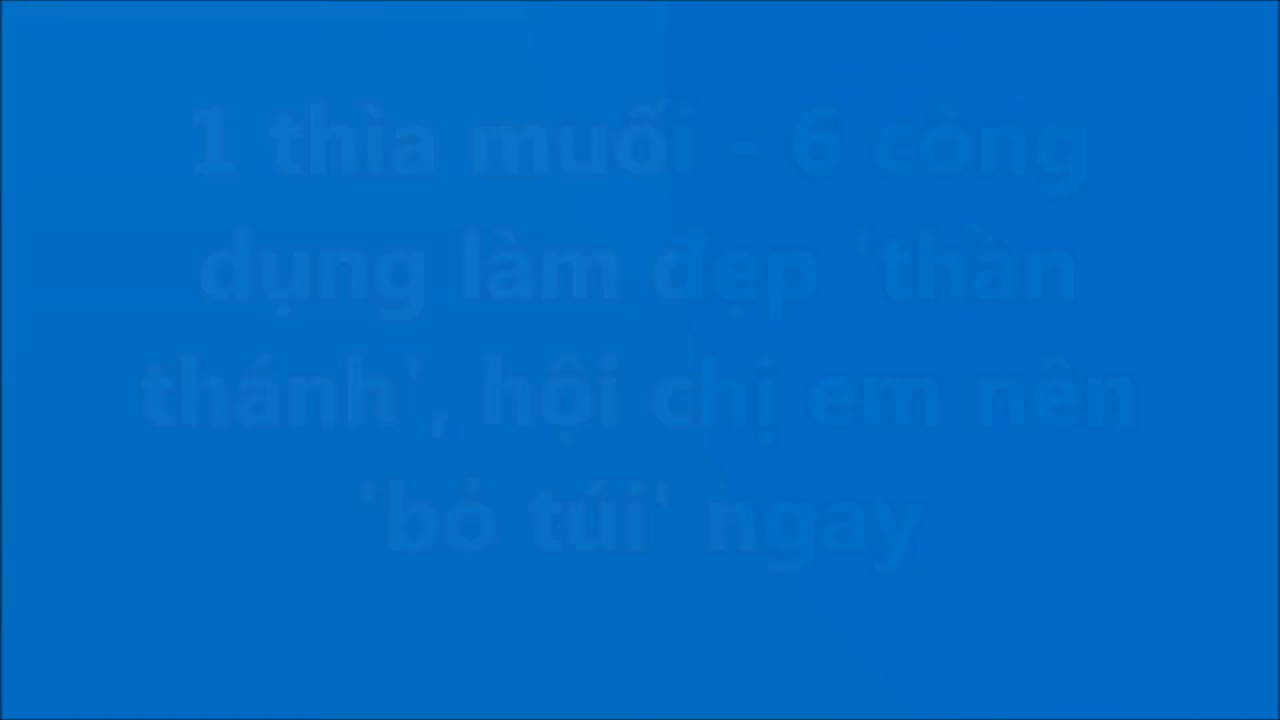 1 thìa muối - 6 công
dụng làm đẹp 'thần
thánh', hội chị em nên
'bỏ túi' ngay